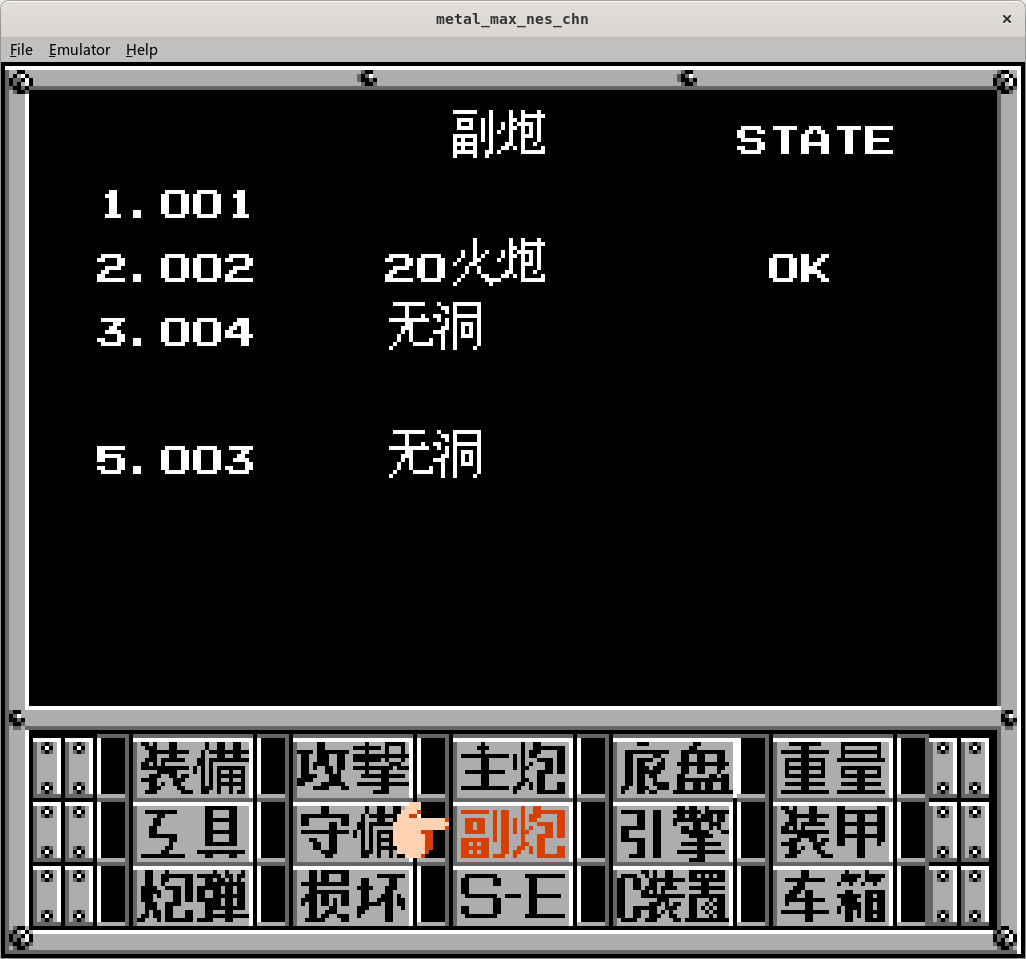 metal_max_nes_chn
File Emulator Help
副炮 STATE
1.001
2.002 20火炮 OK
3.004 无洞
5.003 无洞
装備 攻撃 主炮 底盘 重量
工具 守備 副炮 引擎 装甲
炮弹 损坏 S-E C装置 车箱